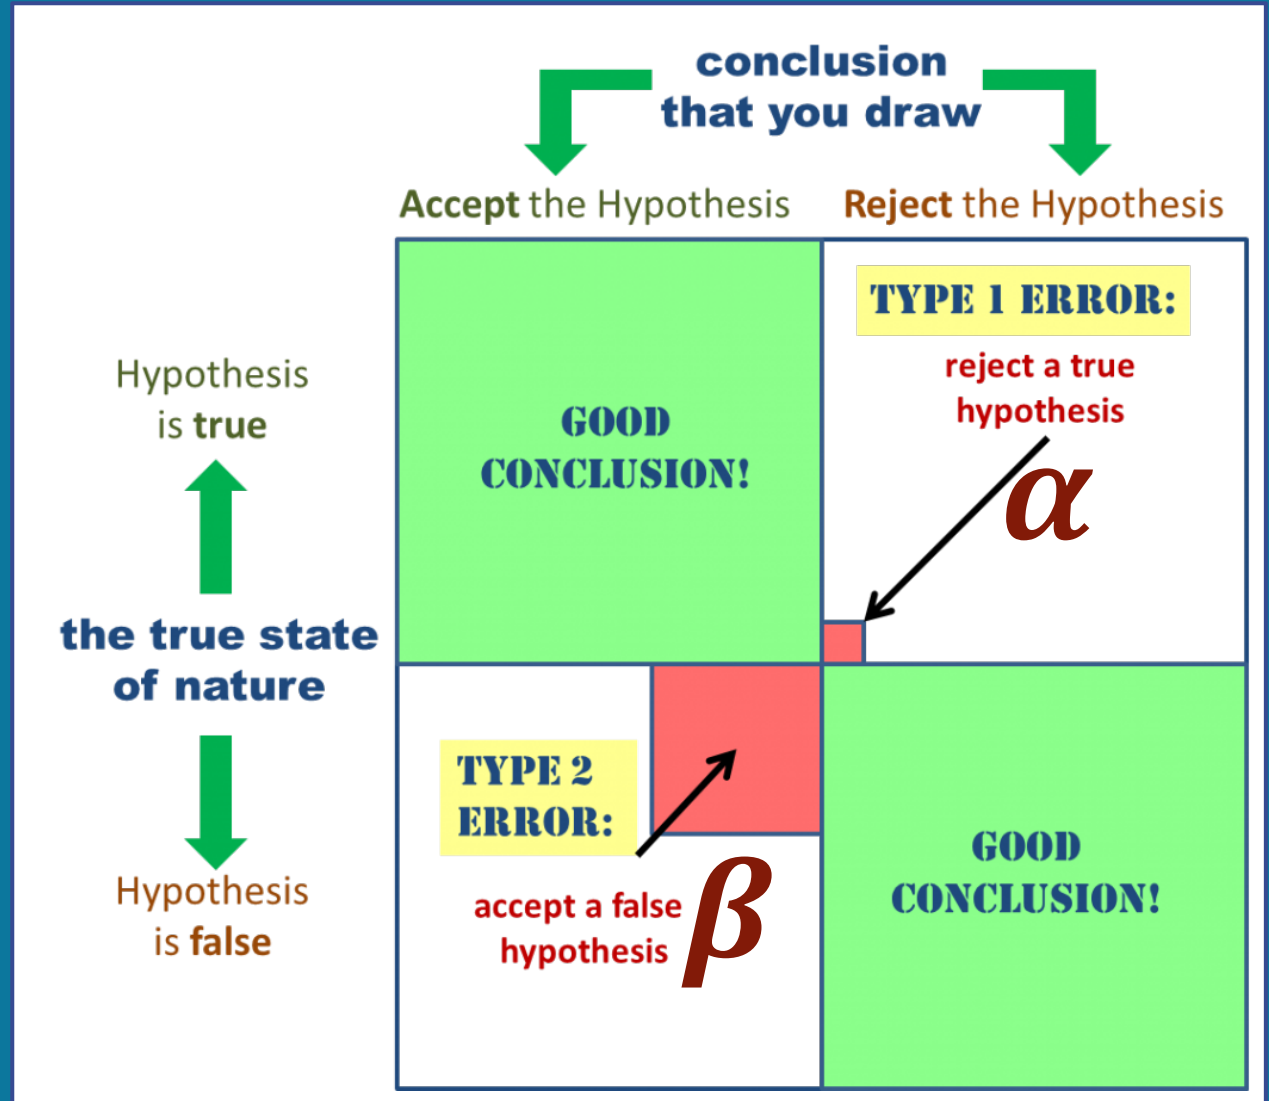 conclusion
that you draw
Accept the Hypothesis
Reject the Hypothesis
TYPE 1 ERROR:
reject a true
hypothesis
α
Hypothesis
is true
GOOD
CONCLUSION!
the true state
of nature
TYPE 2
ERROR:
accept a false
hypothesis
β
GOOD
CONCLUSION!
Hypothesis
is false